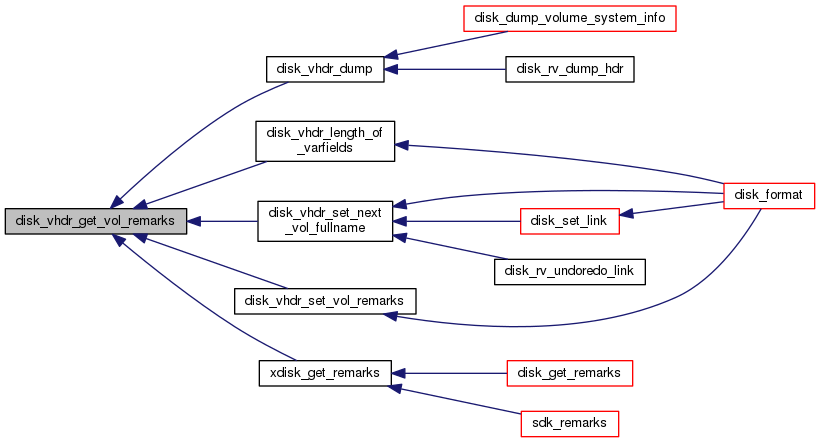 disk_vhdr_get_vol_remarks
disk_vhdr_dump
disk_dump_volume_system_info
disk_rv_dump_hdr
disk_vhdr_length_of
_varfields
disk_format
disk_vhdr_set_next
_vol_fullname
disk_set_link
disk_rv_undoredo_link
disk_vhdr_set_vol_remarks
xdisk_get_remarks
disk_get_remarks
sdk_remarks